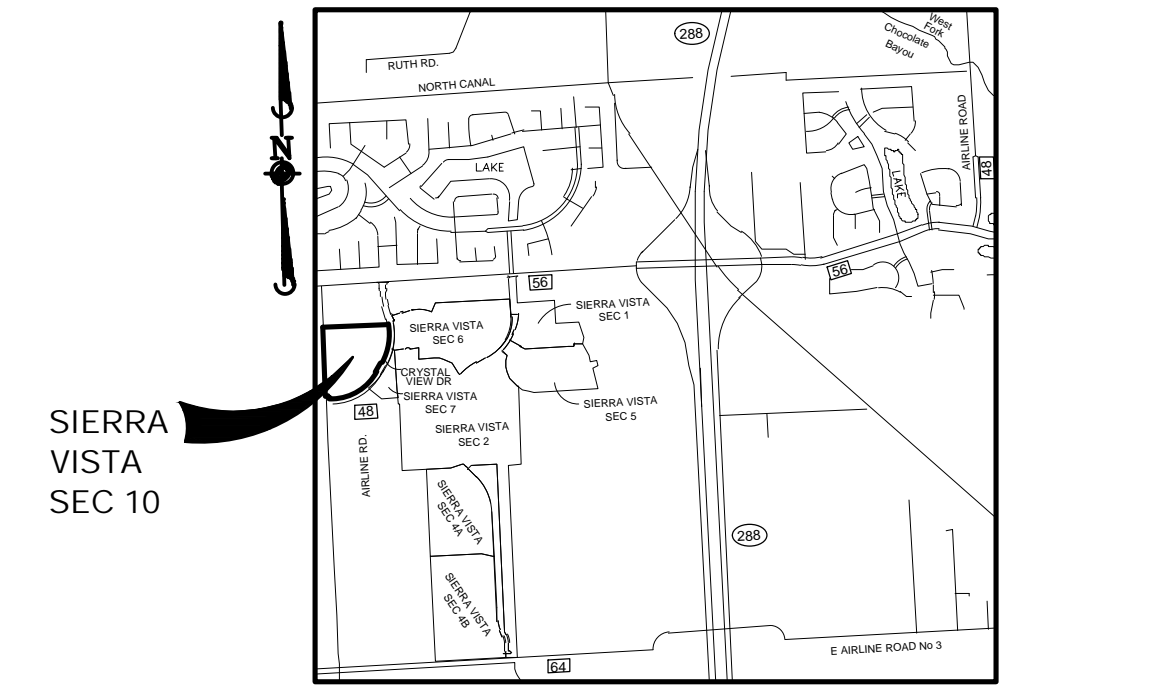 288
West
Fork
Chocolate
Bayou
RUTH RD.
NORTH CANAL
AIRLINE ROAD
48
N
LAKE
LAKE
56
56
SIERRA VISTA
SEC 1
SIERRA VISTA
SEC 6
CRYSTAL
VIEW DR
SIERRA VISTA
SEC 7
SIERRA VISTA
SEC 5
48
SIERRA
VISTA
SEC 10
SIERRA VISTA
SEC 2
AIRLINE RD.
SIERRA VISTA
SEC 4A
288
SIERRA VISTA
SEC 4B
E AIRLINE ROAD No 3
64